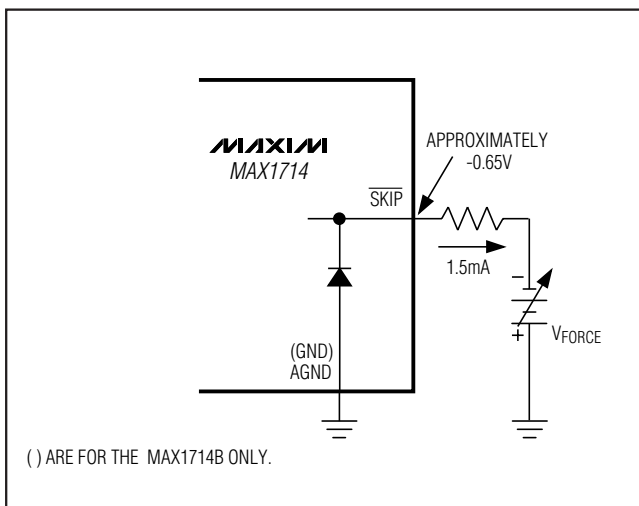 MAXIM
MAX1714
APPROXIMATELY
-0.65V
SKIP
1.5mA
-
+
VFORCE
(GND)
AGND
( ) ARE FOR THE MAX1714B ONLY.